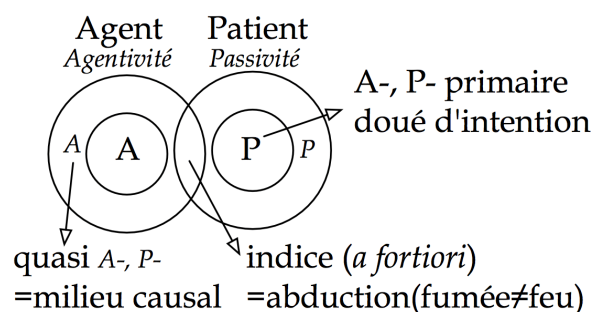 Agent
Agentivité
Patient
Passivité
A
A
P
P
A-, P- primaire
doué d'intention
quasi A-, P-
=milieu causal
indice (a fortiori)
=abduction(fumée≠feu)